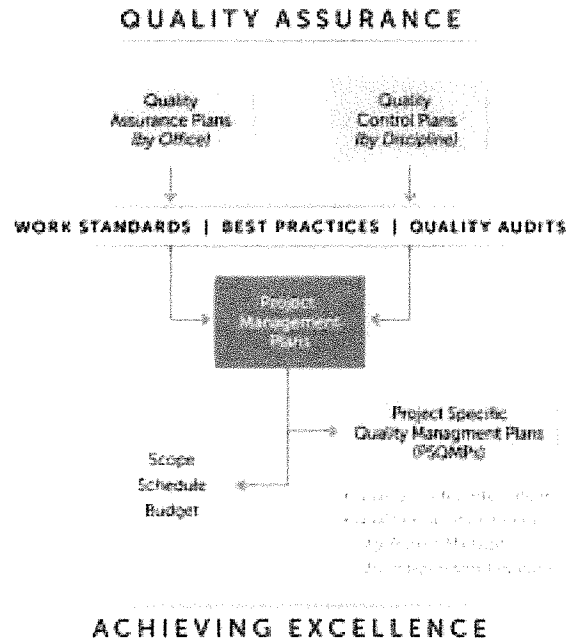 QUALITY ASSURANCE
Quality
Assurance Plans
(by Office)
Quality
Control Plans
(by Discipline)
WORK STANDARDS | BEST PRACTICES | QUALITY AUDITS
Project
Management
Plans
Project Specific
Quality Managment Plans
(PSQMPs)
Scope
Schedule
Budget
ACHIEVING EXCELLENCE